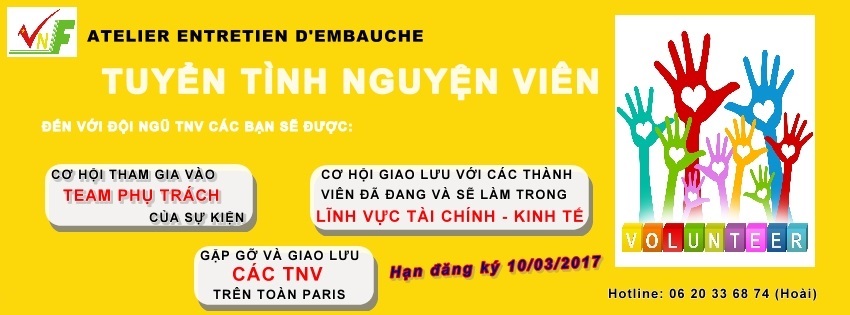 VNF
ATELIER ENTRETIEN D'EMBAUCHE
TUYỂN TÌNH NGUYỆN VIÊN
ĐẾN VỚI ĐỘI NGŨ TNV CÁC BẠN SẼ ĐƯỢC:
CƠ HỘI THAM GIA VÀO
TEAM PHỤ TRÁCH
CỦA SỰ KIỆN
CƠ HỘI GIAO LƯU VỚI CÁC THÀNH
VIÊN ĐÃ ĐANG VÀ SẼ LÀM TRONG
LĨNH VỰC TÀI CHÍNH - KINH TẾ
GẶP GỠ VÀ GIAO LƯU
CÁC TNV
TRÊN TOÀN PARIS
Hạn đăng ký 10/03/2017
VOLUNTEER
Hotline: 06 20 33 68 74 (Hoài)